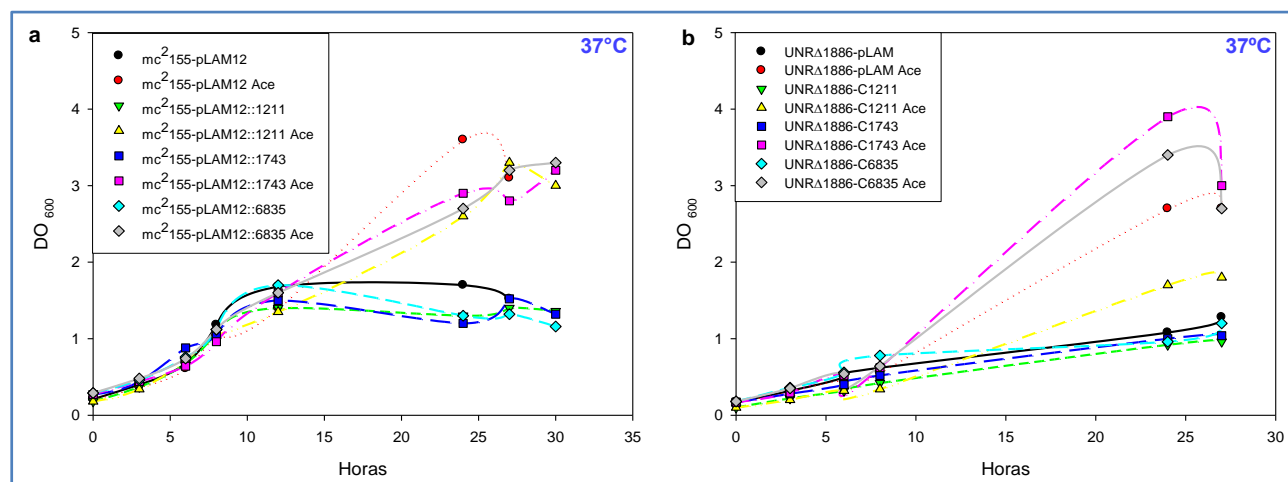 a
37°C
mc2155-pLAM12
mc2155-pLAM12 Ace
mc2155-pLAM12::1211
mc2155-pLAM12::1211 Ace
mc2155-pLAM12::1743
mc2155-pLAM12::1743 Ace
mc2155-pLAM12::6835
mc2155-pLAM12::6835 Ace
DO 600
5
4
3
2
1
0
0 5 10 15 20 25 30 35
Horas
b
37ºC
UNRΔ1886-pLAM
UNRΔ1886-pLAM Ace
UNRΔ1886-C1211
UNRΔ1886-C1211 Ace
UNRΔ1886-C1743
UNRΔ1886-C1743 Ace
UNRΔ1886-C6835
UNRΔ1886-C6835 Ace
DO 600
5
4
3
2
1
0
0 5 10 15 20 25 30
Horas